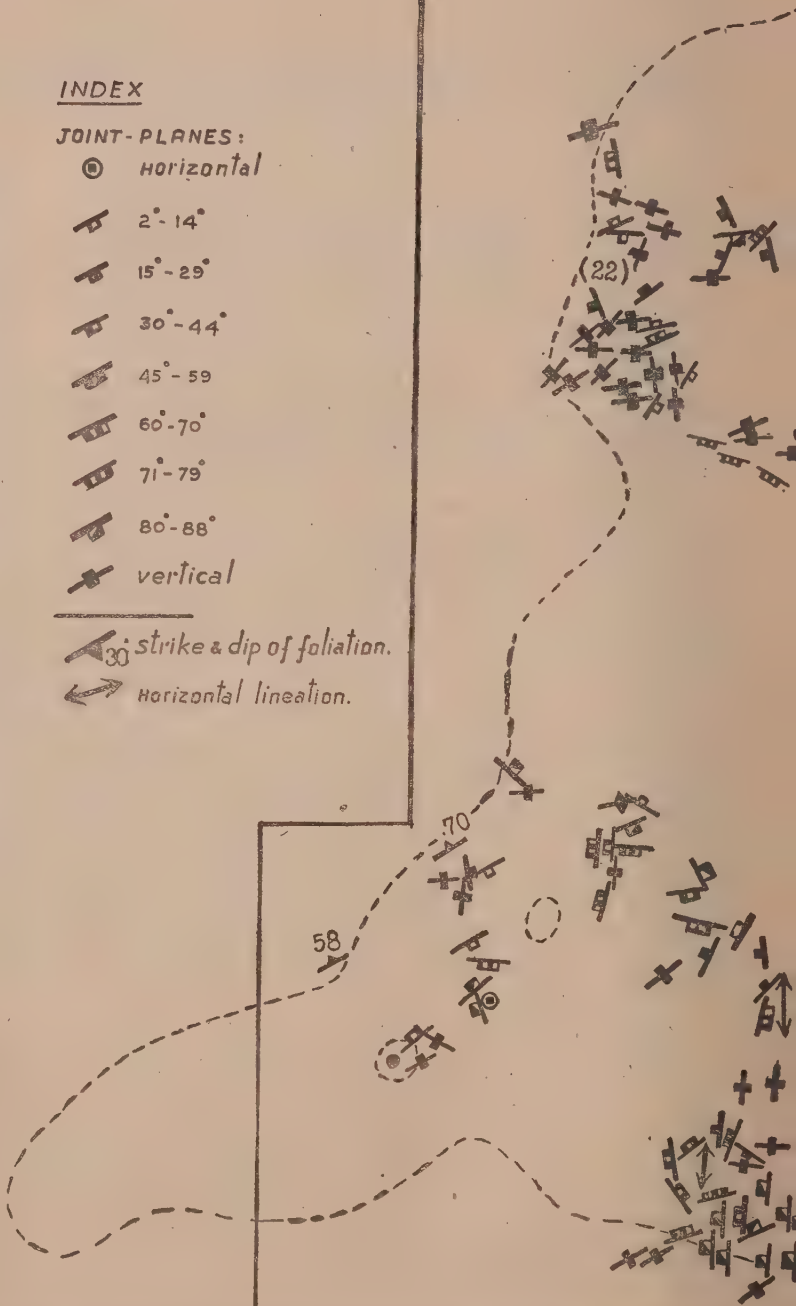 INDEX
JOINT-PLANES:
Horizontal
2°-14°
15°-29°
30°-44°
45°-59
60°-70°
71°-79°
80°-88°
vertical
30° strike & dip of foliation.
Horizontal lineation.
(22)
70
58